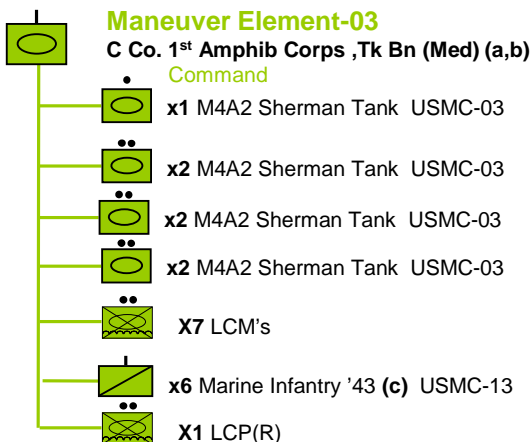 Maneuver Element-03
C Co. 1st Amphib Corps ,Tk Bn (Med) (a,b)
Command
x1 M4A2 Sherman Tank USMC-03
x2 M4A2 Sherman Tank USMC-03
x2 M4A2 Sherman Tank USMC-03
x2 M4A2 Sherman Tank USMC-03
X7 LCM's
x6 Marine Infantry '43 (c) USMC-13
X1 LCP(R)